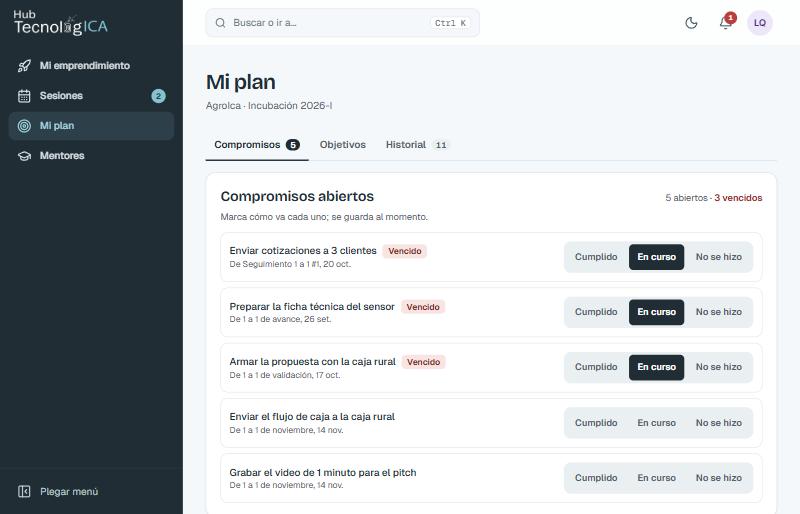 Hub
TecnológICA
Buscar o ir a...
Ctrl K
1
LQ
Mi emprendimiento
Sesiones
2
Mi plan
Mentores
Plegar menú
Mi plan
AgroIca · Incubación 2026-I
Compromisos 5
Objetivos
Historial 11
Compromisos abiertos
5 abiertos · 3 vencidos
Marca cómo va cada uno; se guarda al momento.
Enviar cotizaciones a 3 clientes Vencido
De Seguimiento 1 a 1 #1, 20 oct.
Cumplido En curso No se hizo
Preparar la ficha técnica del sensor Vencido
De 1 a 1 de avance, 26 set.
Cumplido En curso No se hizo
Armar la propuesta con la caja rural Vencido
De 1 a 1 de validación, 17 oct.
Cumplido En curso No se hizo
Enviar el flujo de caja a la caja rural
De 1 a 1 de noviembre, 14 nov.
Cumplido En curso No se hizo
Grabar el video de 1 minuto para el pitch
De 1 a 1 de noviembre, 14 nov.
Cumplido En curso No se hizo